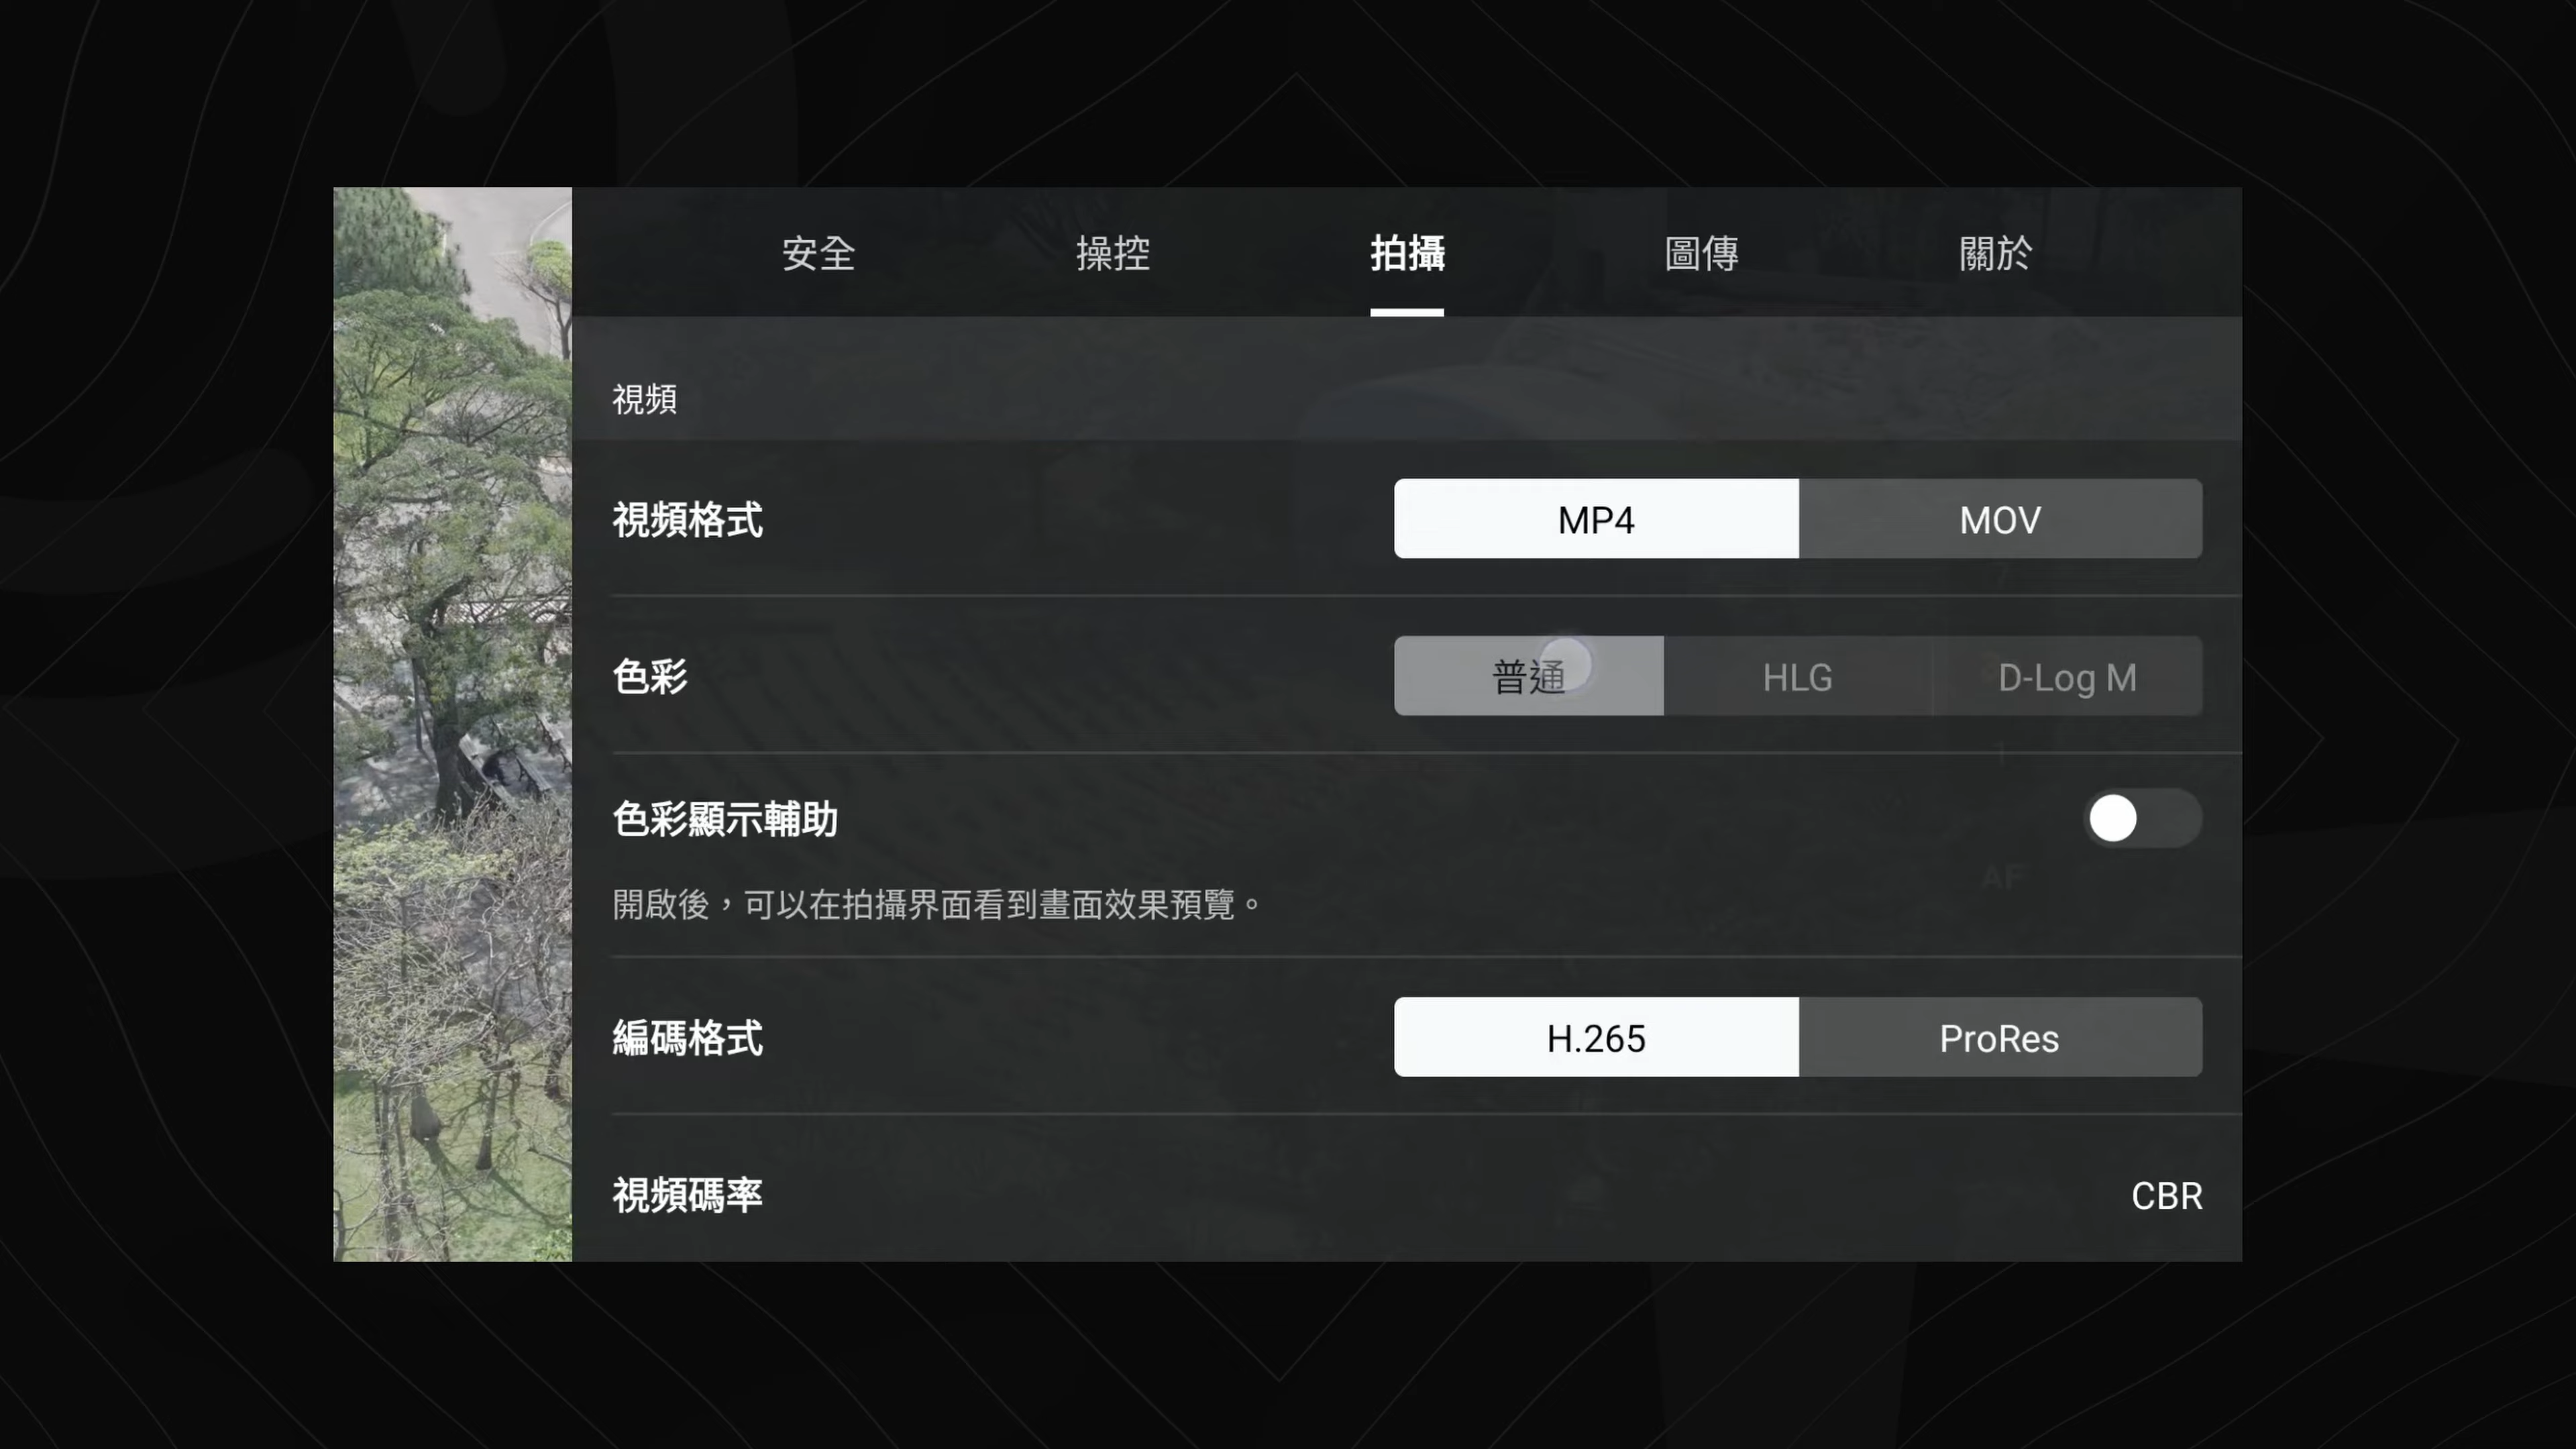 安全 操控 拍攝 圖傳 關於
視頻
視頻格式 MP4 MOV
色彩 普通 HLG D-Log M
色彩顯示輔助
開啟後，可以在拍攝界面看到畫面效果預覽。
編碼格式 H.265 ProRes
視頻碼率 CBR